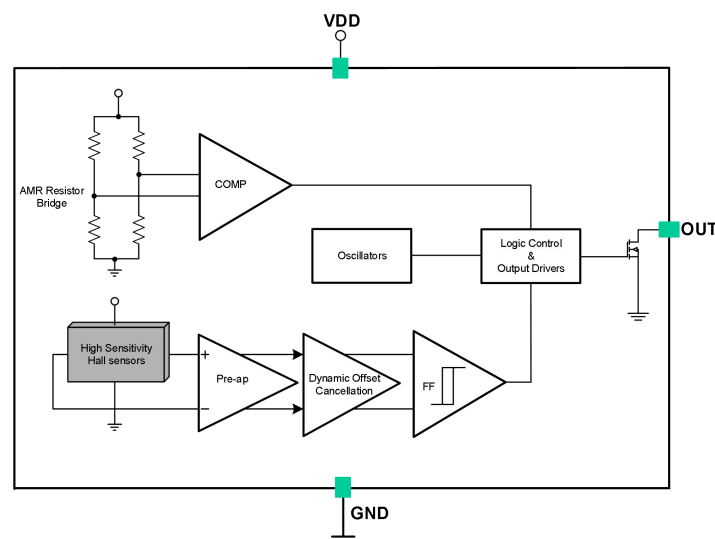 VDD
AMR Resistor
Bridge
COMP
Oscillators
Logic Control
&
Output Drivers
OUT
High Sensitivity
Hall sensors
+
Pre-ap
−
Dynamic Offset
Cancellation
FF
GND